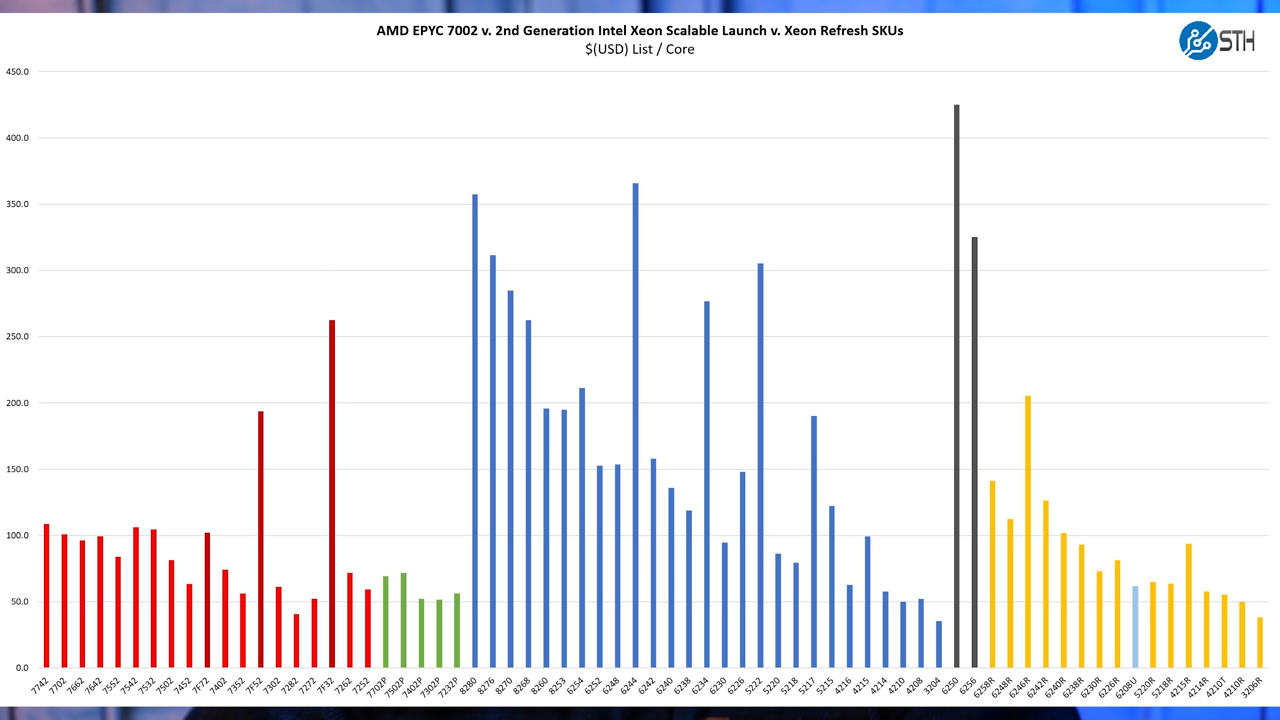 AMD EPYC 7002 v. 2nd Generation Intel Xeon Scalable Launch v. Xeon Refresh SKUs
$(USD) List / Core
STH
450.0
400.0
350.0
300.0
250.0
200.0
150.0
100.0
50.0
0.0
7742
7702
7662
7642
7552
7542
7532
7502
7452
7F72
7402
7352
7F52
7302
7282
7272
7F32
7262
7252
7702P
7502P
7402P
7302P
7232P
8280
8276
8270
8268
8260
6253
6254
6252
6248
6244
6242
6240
6238
6234
6230
6226
5222
5220
5218
5217
5215
4216
4215
4214
4210
4208
3204
6250
6256
6258R
6248R
6246R
6242R
6240R
6238R
6230R
6226R
6208U
5220R
5218R
4215R
4214R
4210T
4210R
3206R